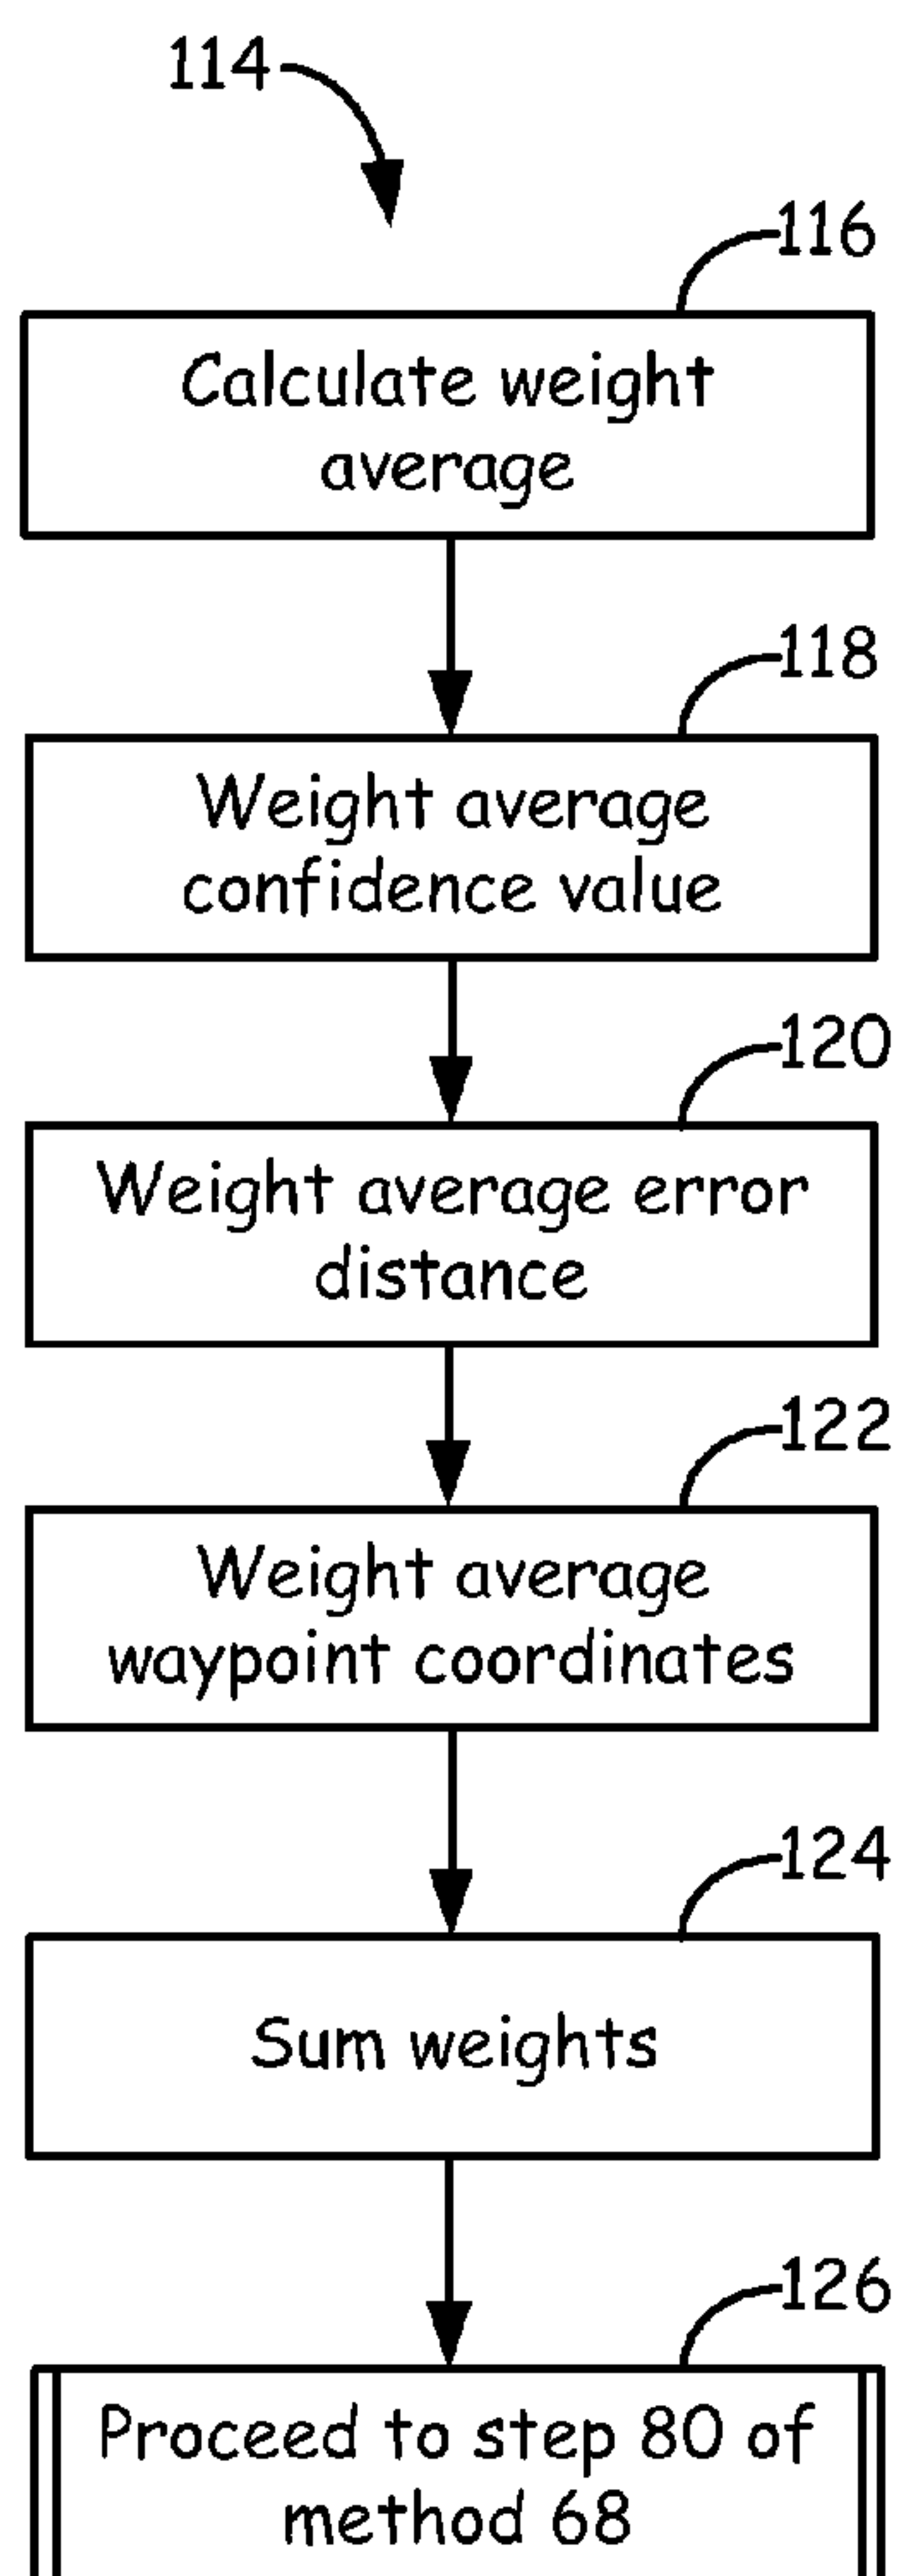 114
116
Calculate weight
average
118
Weight average
confidence value
120
Weight average error
distance
122
Weight average
waypoint coordinates
124
Sum weights
126
Proceed to step 80 of
method 68